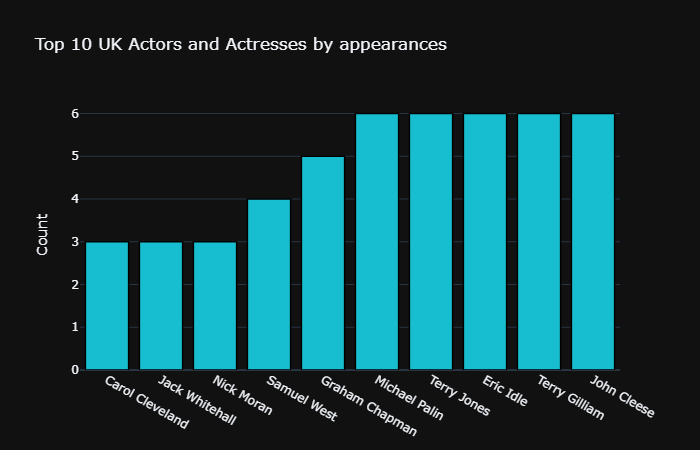 Top 10 UK Actors and Actresses by appearances
6
5
4
3
2
1
0
Count
Carol Cleveland
Jack Whitehall
Nick Moran
Samuel West
Graham Chapman
Michael Palin
Terry Jones
Eric Idle
Terry Gilliam
John Cleese